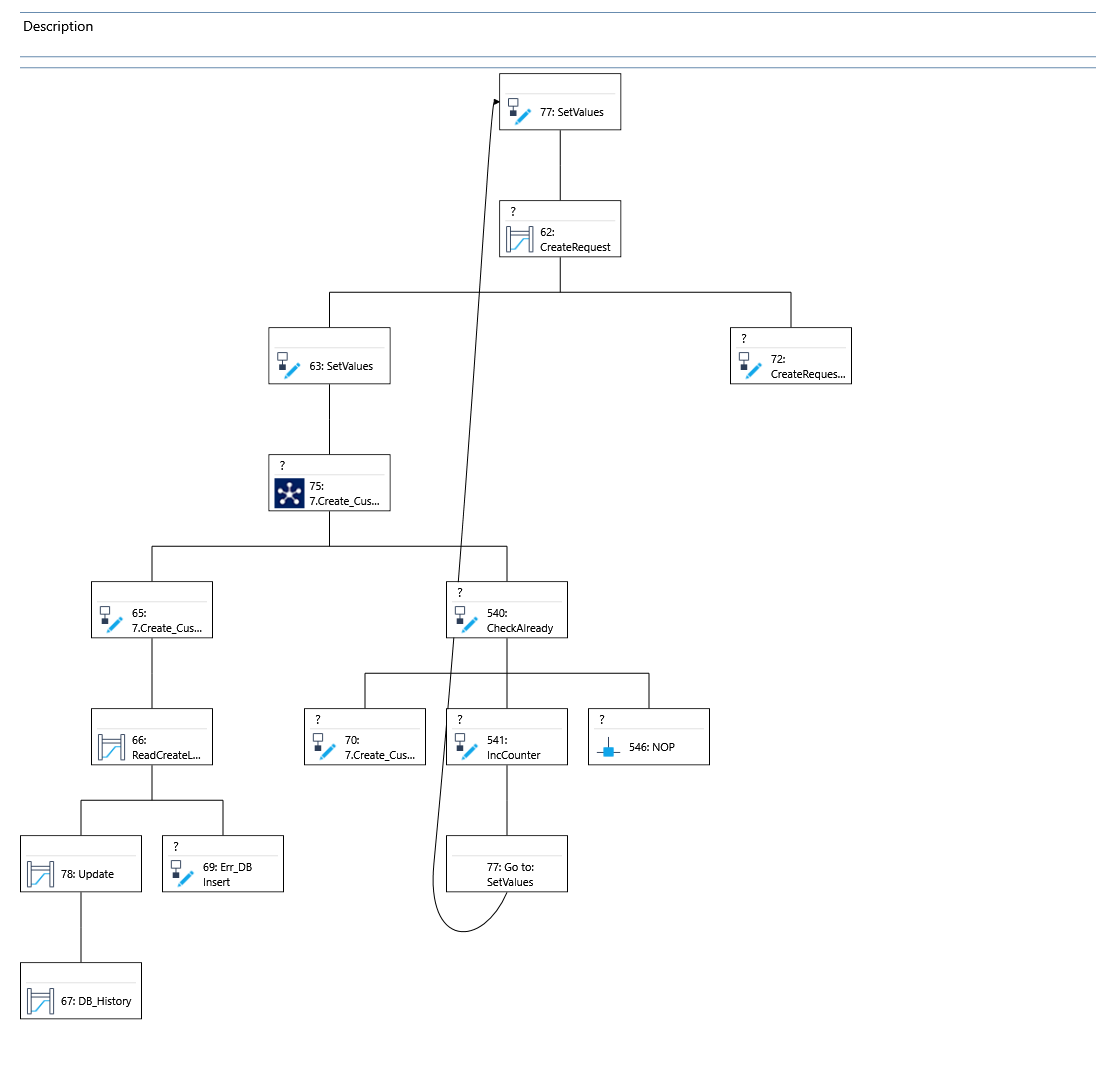 Description
77: SetValues
?
62:
CreateRequest
63: SetValues
?
72:
CreateReques...
?
75:
7.Create_Cus...
65:
7.Create_Cus...
?
540:
CheckAlready
66:
ReadCreateL...
?
70:
7.Create_Cus...
?
541:
IncCounter
?
546: NOP
78: Update
?
69: Err_DB
Insert
77: Go to:
SetValues
67: DB_History